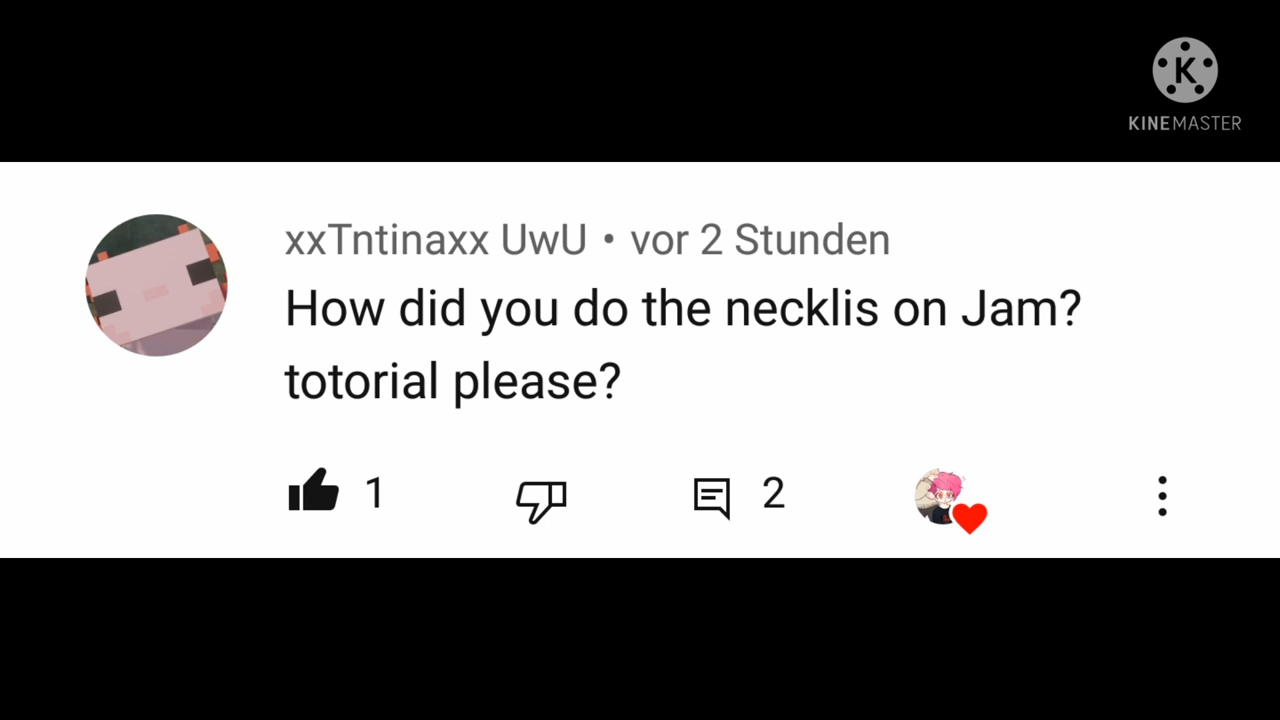 K
KINEMASTER
xxTntinaxx UwU • vor 2 Stunden
How did you do the necklis on Jam?
totorial please?
1
2